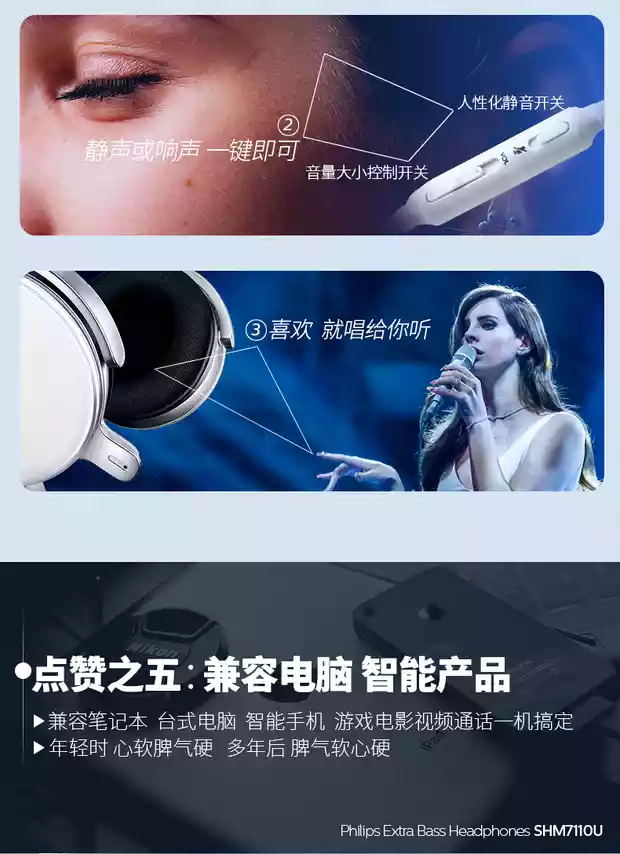 人性化静音开关
②
静声或响声 一键即可
音量大小控制开关
VOL
③喜欢 就唱给你听
Nikon
点赞之五：兼容电脑 智能产品
▶兼容笔记本 台式电脑 智能手机 游戏电影视频通话一机搞定
iPad
▶年轻时 心软脾气硬 多年后 脾气软心硬
Philips Extra Bass Headphones SHM7110U